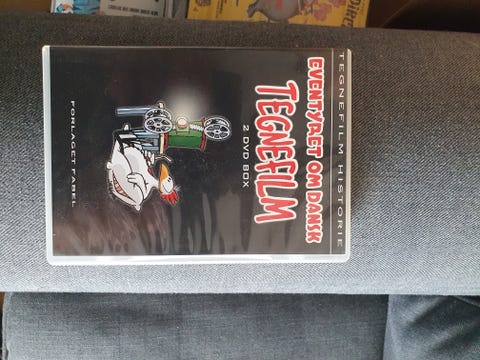 TEGNEFILM HISTORIE
EVENTYRET OM DANSK
TEGNEFILM
2 DVD BOX
FORLAGET FABEL